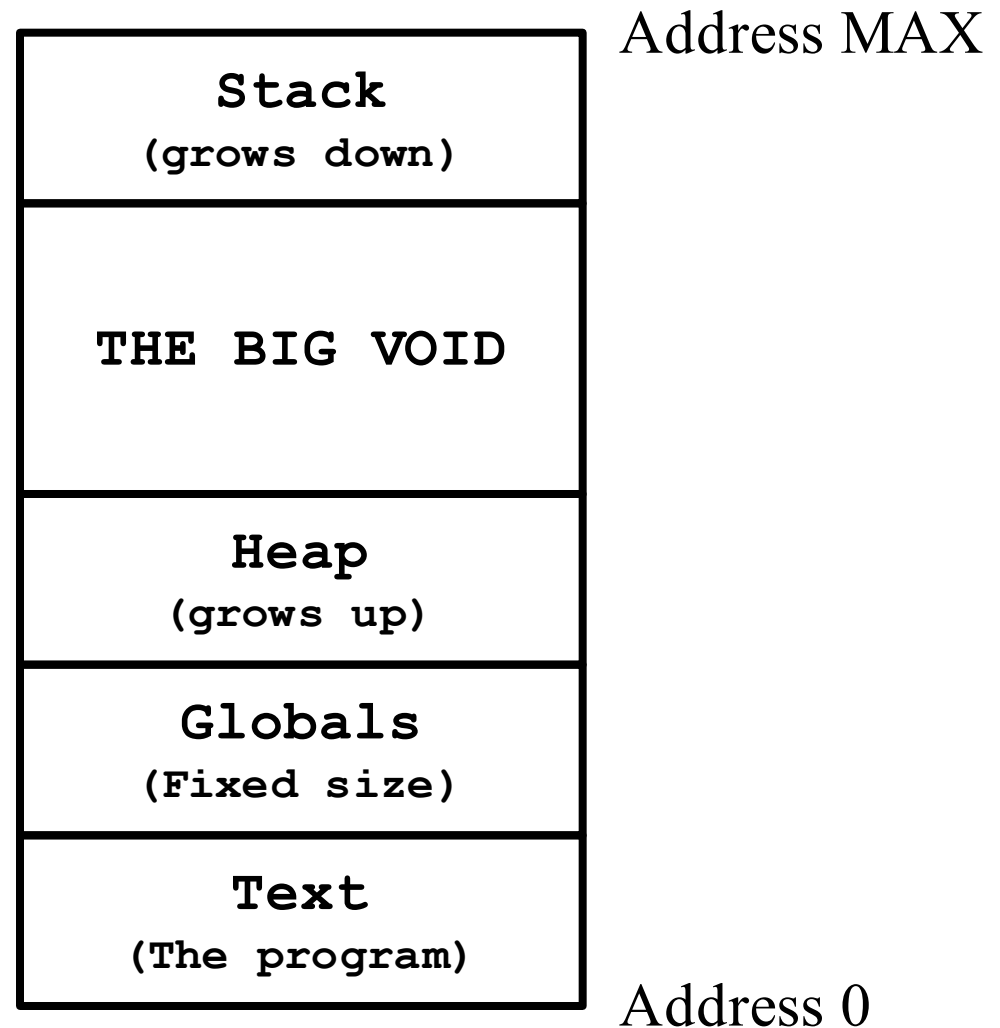 Address MAX
Stack
(grows down)
THE BIG VOID
Heap
(grows up)
Globals
(Fixed size)
Text
(The program)
Address 0